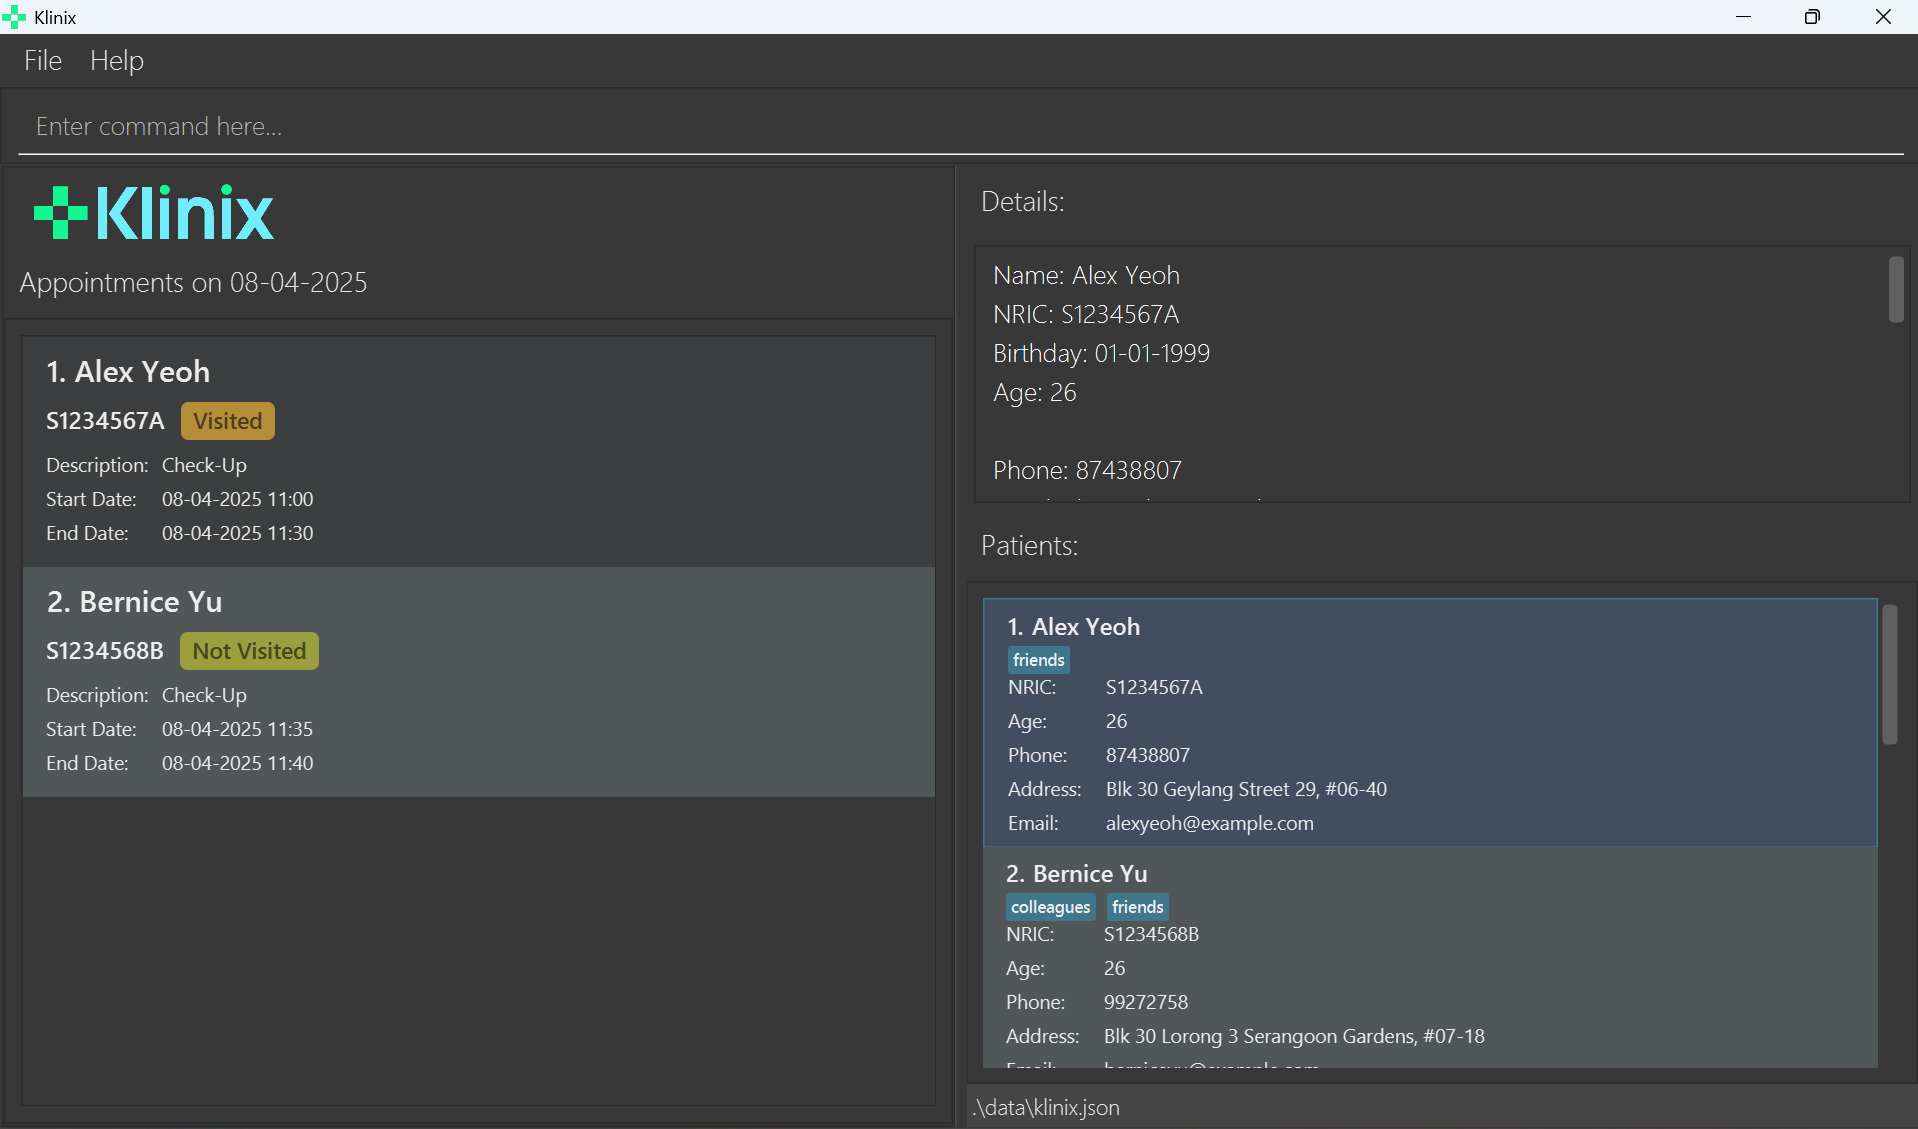 Klinix
File Help
Enter command here...
Klinix
Appointments on 08-04-2025
1. Alex Yeoh
S1234567A Visited
Description: Check-Up
Start Date: 08-04-2025 11:00
End Date: 08-04-2025 11:30
2. Bernice Yu
S1234568B Not Visited
Description: Check-Up
Start Date: 08-04-2025 11:35
End Date: 08-04-2025 11:40
Details:
Name: Alex Yeoh
NRIC: S1234567A
Birthday: 01-01-1999
Age: 26
Phone: 87438807
Patients:
1. Alex Yeoh
friends
NRIC: S1234567A
Age: 26
Phone: 87438807
Address: Blk 30 Geylang Street 29, #06-40
Email: alexyeoh@example.com
2. Bernice Yu
colleagues friends
NRIC: S1234568B
Age: 26
Phone: 99272758
Address: Blk 30 Lorong 3 Serangoon Gardens, #07-18
.\data\klinix.json